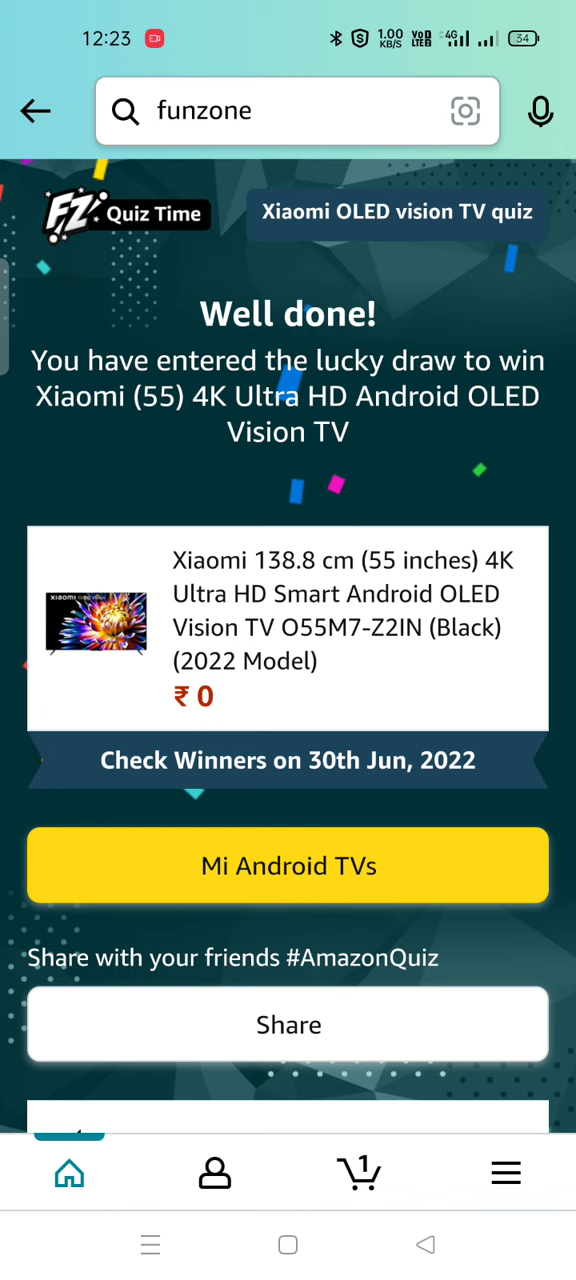 12:23
1.00 KB/S VoD LTE 2 4G 34
funzone
FZ Quiz Time
Xiaomi OLED vision TV quiz
Well done!
You have entered the lucky draw to win
Xiaomi (55) 4K Ultra HD Android OLED
Vision TV
XIAOMI
Xiaomi 138.8 cm (55 inches) 4K
Ultra HD Smart Android OLED
Vision TV O55M7-Z2IN (Black)
(2022 Model)
₹ 0
Check Winners on 30th Jun, 2022
Mi Android TVs
Share with your friends #AmazonQuiz
Share
1